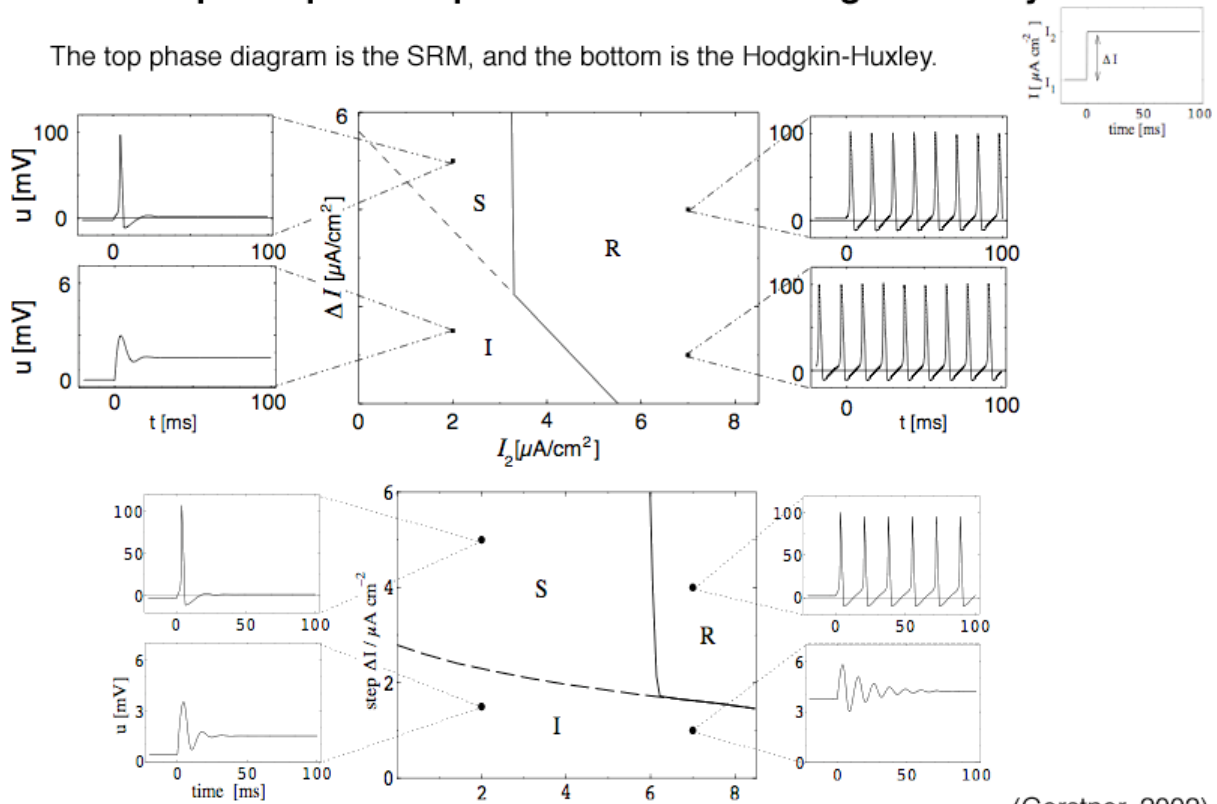 The top phase diagram is the SRM, and the bottom is the Hodgkin-Huxley.
I [ μA cm⁻²]
I₂
I₁
Δ I
0 100
time [ms]
u [mV]
100
0
0 100
u [mV]
6
0
0 100
t [ms]
Δ I [μA/cm²]
6
S
R
I
0 2 4 6 8
I₂[μA/cm²]
100
0
0 100
100
0
0 100
t [ms]
100
50
0
0 50 100
u [mV]
6
3
0
0 50 100
time [ms]
step ΔI / μA cm⁻²
6
4
2
0
S
R
I
2 4 6 8
100
50
0
0 50 100
6
3
0
0 50 100